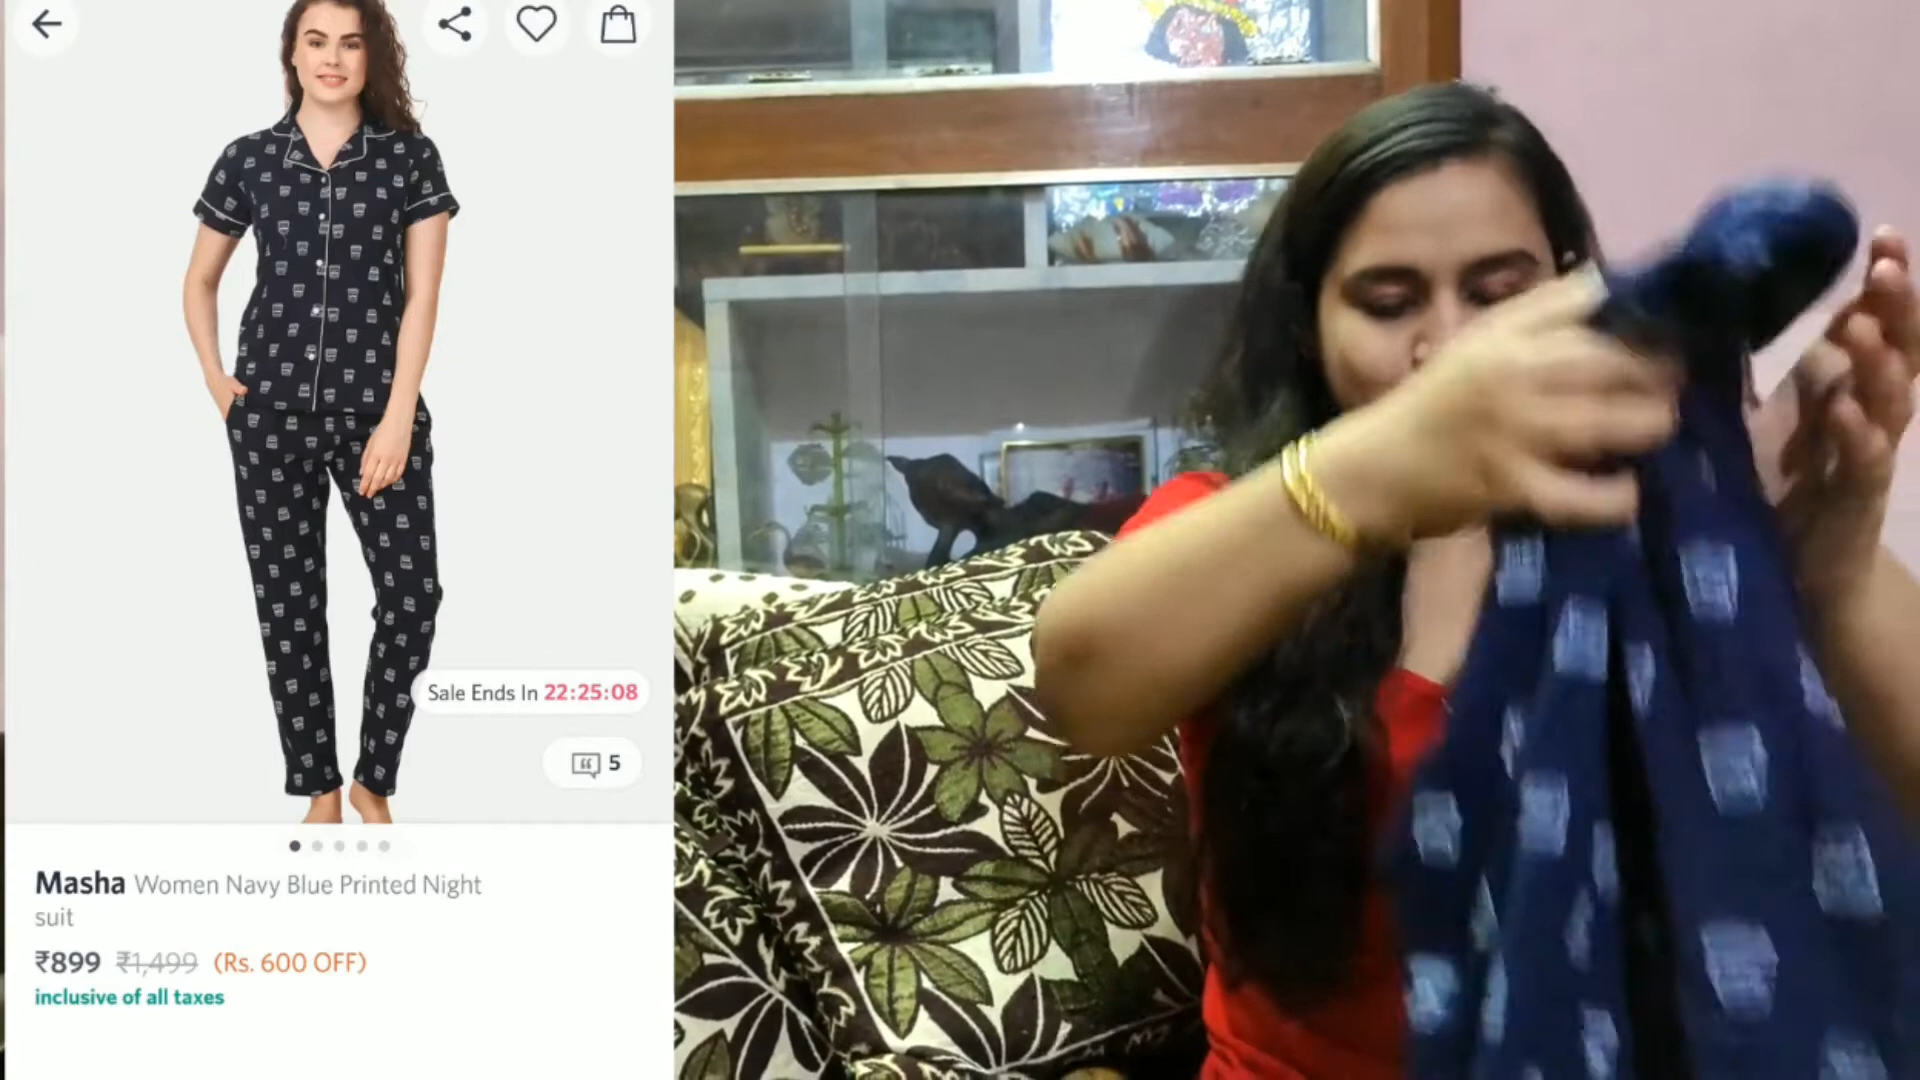 Sale Ends In 22:25:08
5
Masha Women Navy Blue Printed Night
suit
₹899 ₹1,499 (Rs. 600 OFF)
inclusive of all taxes